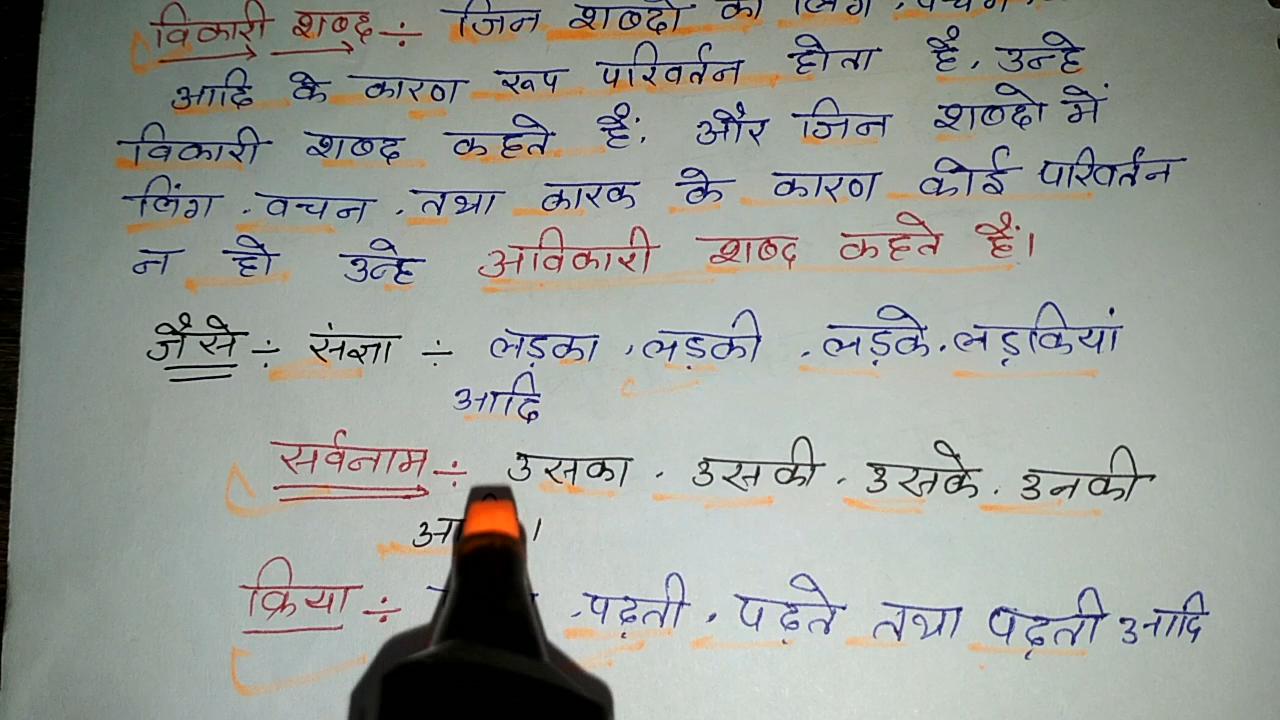 विकारी शब्द ÷ जिन शब्दो का लिंग, वचन
आदि के कारण रूप परिवर्तन होता है, उन्हे
विकारी शब्द कहते हैं, और जिन शब्दो में
लिंग, वचन, तथा कारक के कारण कोई परिवर्तन
न हो उन्हे अविकारी शब्द कहते हैं।
जैसे ÷ संज्ञा ÷ लड़का, लड़की, लड़के, लड़कियां
आदि
सर्वनाम ÷ उसका, उसकी, उसके, उनकी
क्रिया ÷ , पढ़ती, पढ़ते तथा पढ़ती आदि